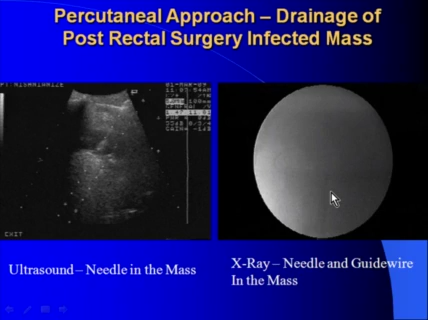 Percutaneal Approach – Drainage of
Post Rectal Surgery Infected Mass
EXIT
Ultrasound – Needle in the Mass
X-Ray – Needle and Guidewire
In the Mass